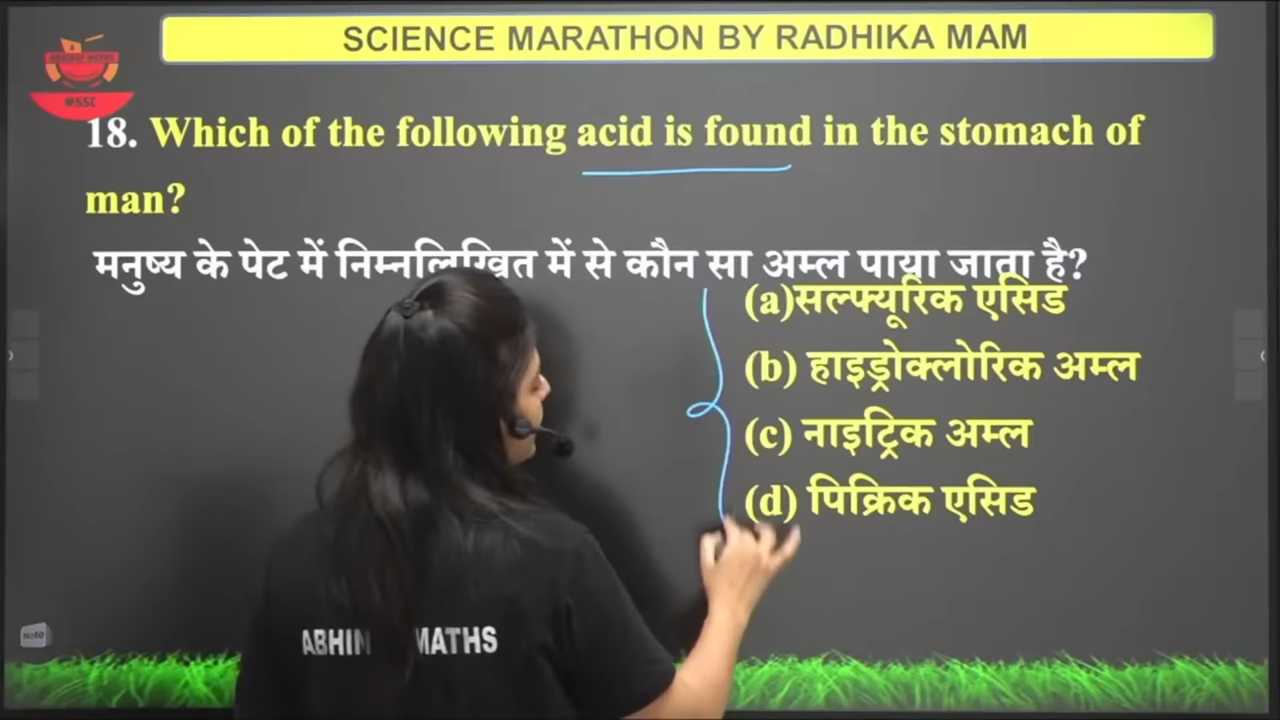 SCIENCE MARATHON BY RADHIKA MAM
#SSC
18. Which of the following acid is found in the stomach of
man?
मनुष्य के पेट में निम्नलिखित में से कौन सा अम्ल पाया जाता है?
(a)सल्फ्यूरिक एसिड
(b) हाइड्रोक्लोरिक अम्ल
(c) नाइट्रिक अम्ल
(d) पिक्रिक एसिड
ABHIN MATHS
Note